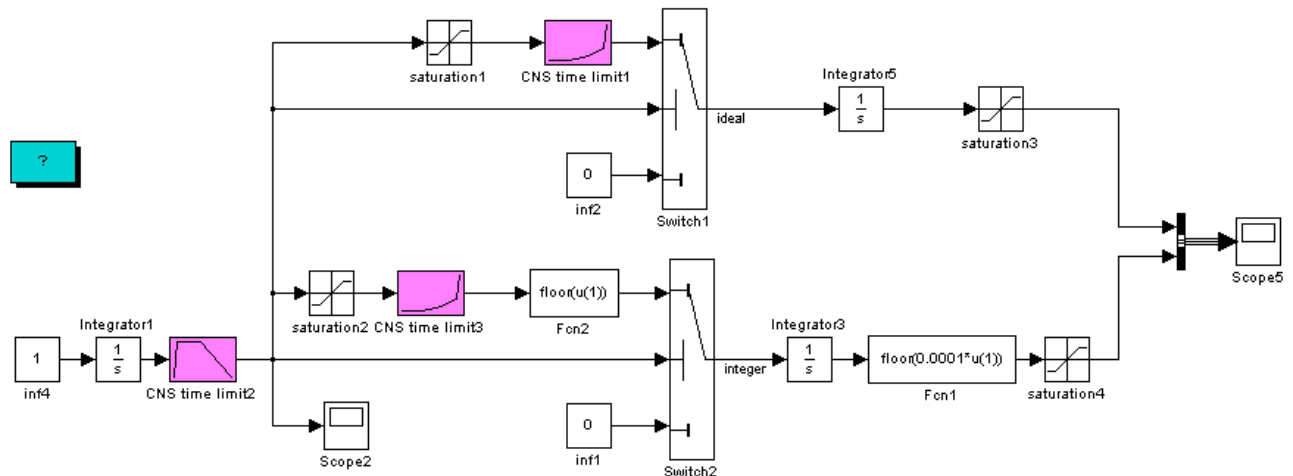 saturation1
CNS time limit1
Integrator5
1
s
ideal
saturation3
?
0
inf2
Switch1
Scope5
floor(u(1))
saturation2
CNS time limit3
Fcn2
Integrator1
Integrator3
1
1
s
1
s
floor(0.0001*u(1))
integer
inf4
CNS time limit2
Fcn1
saturation4
0
Scope2
inf1
Switch2